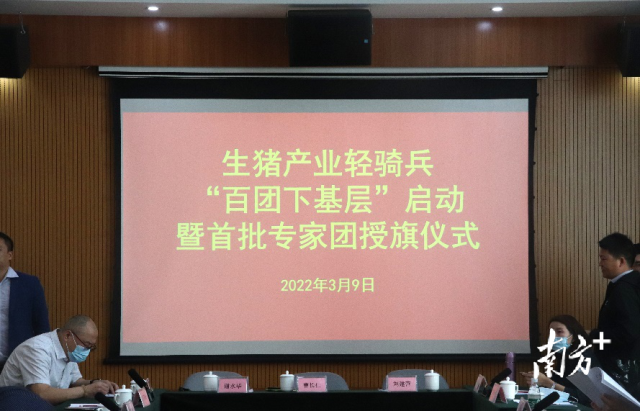 生猪产业轻骑兵
“百团下基层”启动
暨首批专家团授旗仪式
2022年3月9日
南方+